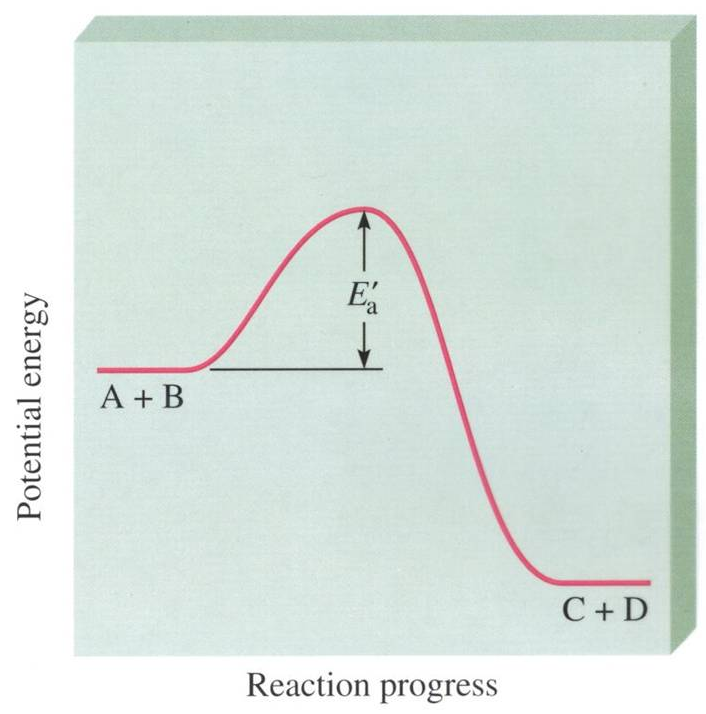 Potential energy
E′a
A + B
C + D
Reaction progress